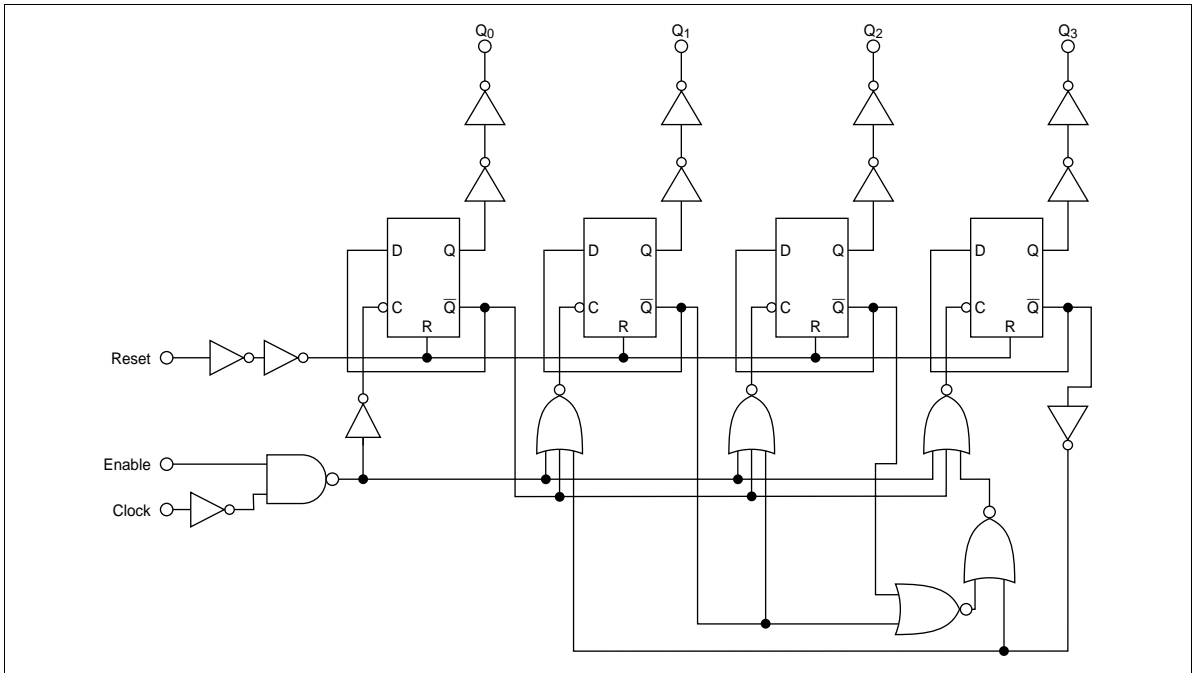 Q0 Q1 Q2 Q3
D Q D Q D Q D Q
C Q̅ C Q̅ C Q̅ C Q̅
R R R R
Reset
Enable
Clock